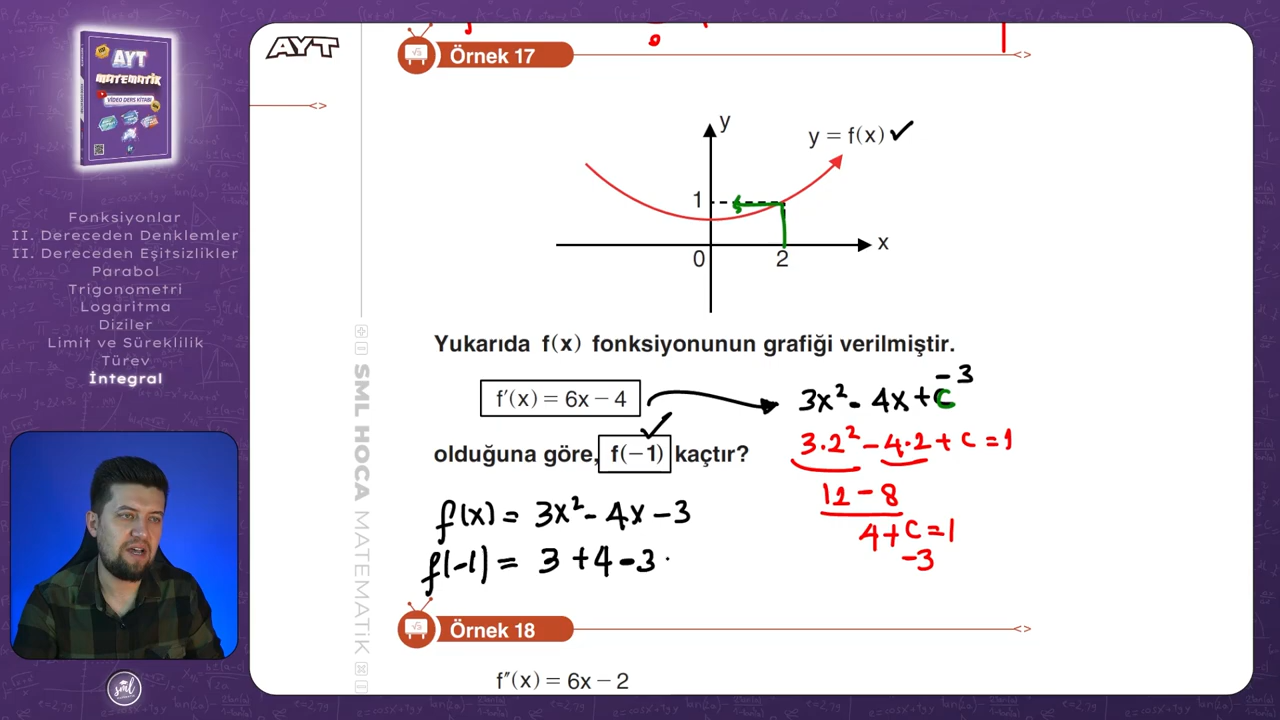 AYT
AYT
MATEMATİK
VİDEO DERS KİTABI
Fonksiyonlar
II. Dereceden Denklemler
II. Dereceden Eşitsizlikler
Parabol
Trigonometri
Logaritma
Diziler
Limit ve Süreklilik
Türev
İntegral
SML HOCA MATEMATİK
sml
Örnek 17
y
y = f(x) ✓
1
0
2
x
Yukarıda f(x) fonksiyonunun grafiği verilmiştir.
f′(x) = 6x − 4
3x² - 4x + c
-3
olduğuna göre, f(−1) kaçtır?
3·2² - 4·2 + c = 1
12 - 8
4 + c = 1
-3
f(x) = 3x² - 4x - 3
f(-1) = 3 + 4 - 3
Örnek 18
f″(x) = 6x − 2